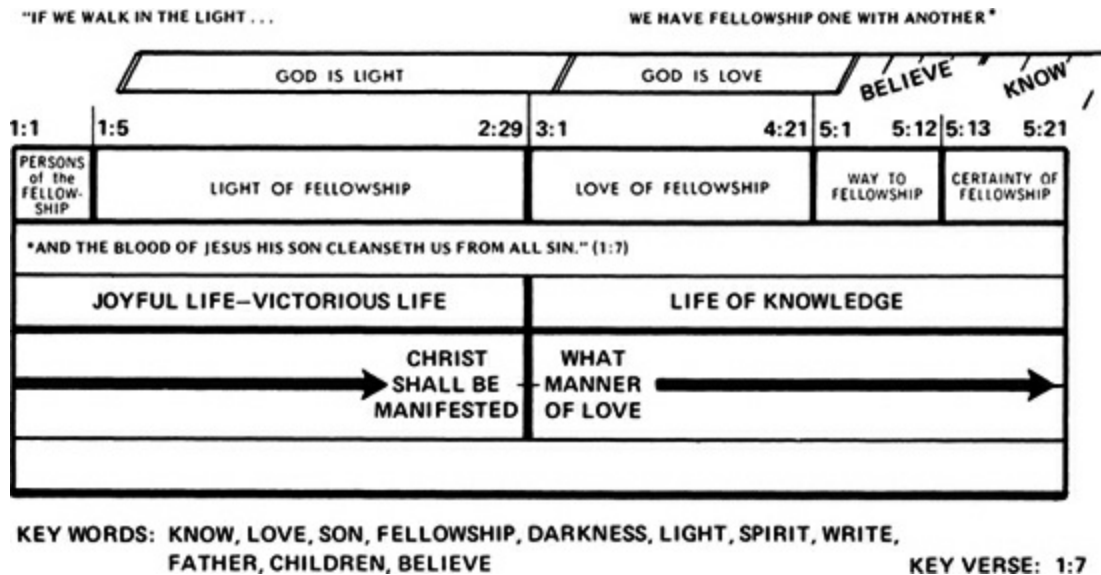 "IF WE WALK IN THE LIGHT ...
WE HAVE FELLOWSHIP ONE WITH ANOTHER*
GOD IS LIGHT
GOD IS LOVE
BELIEVE
KNOW
1:1
1:5
2:29
3:1
4:21
5:1
5:12
5:13
5:21
PERSONS
of the
FELLOW-
SHIP
LIGHT OF FELLOWSHIP
LOVE OF FELLOWSHIP
WAY TO
FELLOWSHIP
CERTAINTY OF
FELLOWSHIP
*AND THE BLOOD OF JESUS HIS SON CLEANSETH US FROM ALL SIN." (1:7)
JOYFUL LIFE–VICTORIOUS LIFE
LIFE OF KNOWLEDGE
CHRIST
SHALL BE
MANIFESTED
WHAT
MANNER
OF LOVE
KEY WORDS: KNOW, LOVE, SON, FELLOWSHIP, DARKNESS, LIGHT, SPIRIT, WRITE,
FATHER, CHILDREN, BELIEVE
KEY VERSE: 1:7